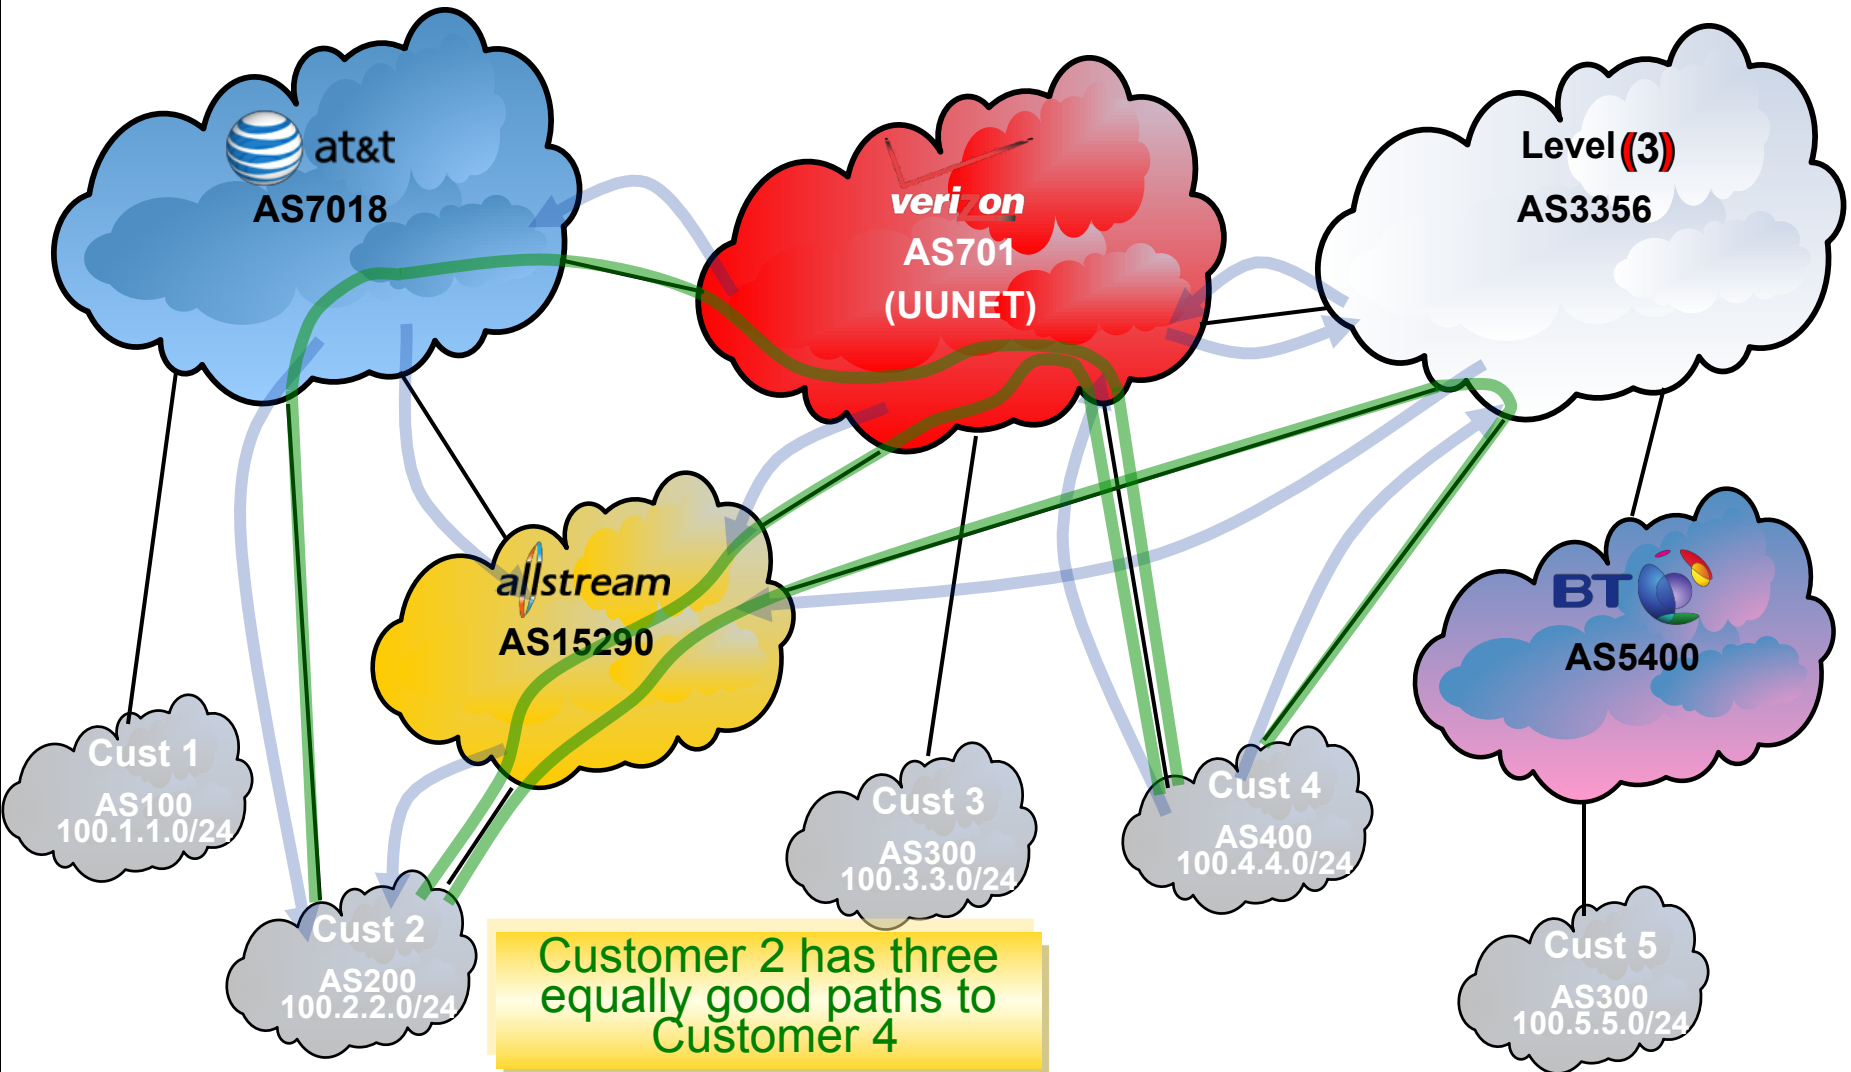 at&t
AS7018
verizon
AS701
(UUNET)
Level (3)
AS3356
allstream
AS15290
BT
AS5400
Cust 1
AS100
100.1.1.0/24
Cust 2
AS200
100.2.2.0/24
Cust 3
AS300
100.3.3.0/24
Cust 4
AS400
100.4.4.0/24
Cust 5
AS300
100.5.5.0/24
Customer 2 has three
equally good paths to
Customer 4